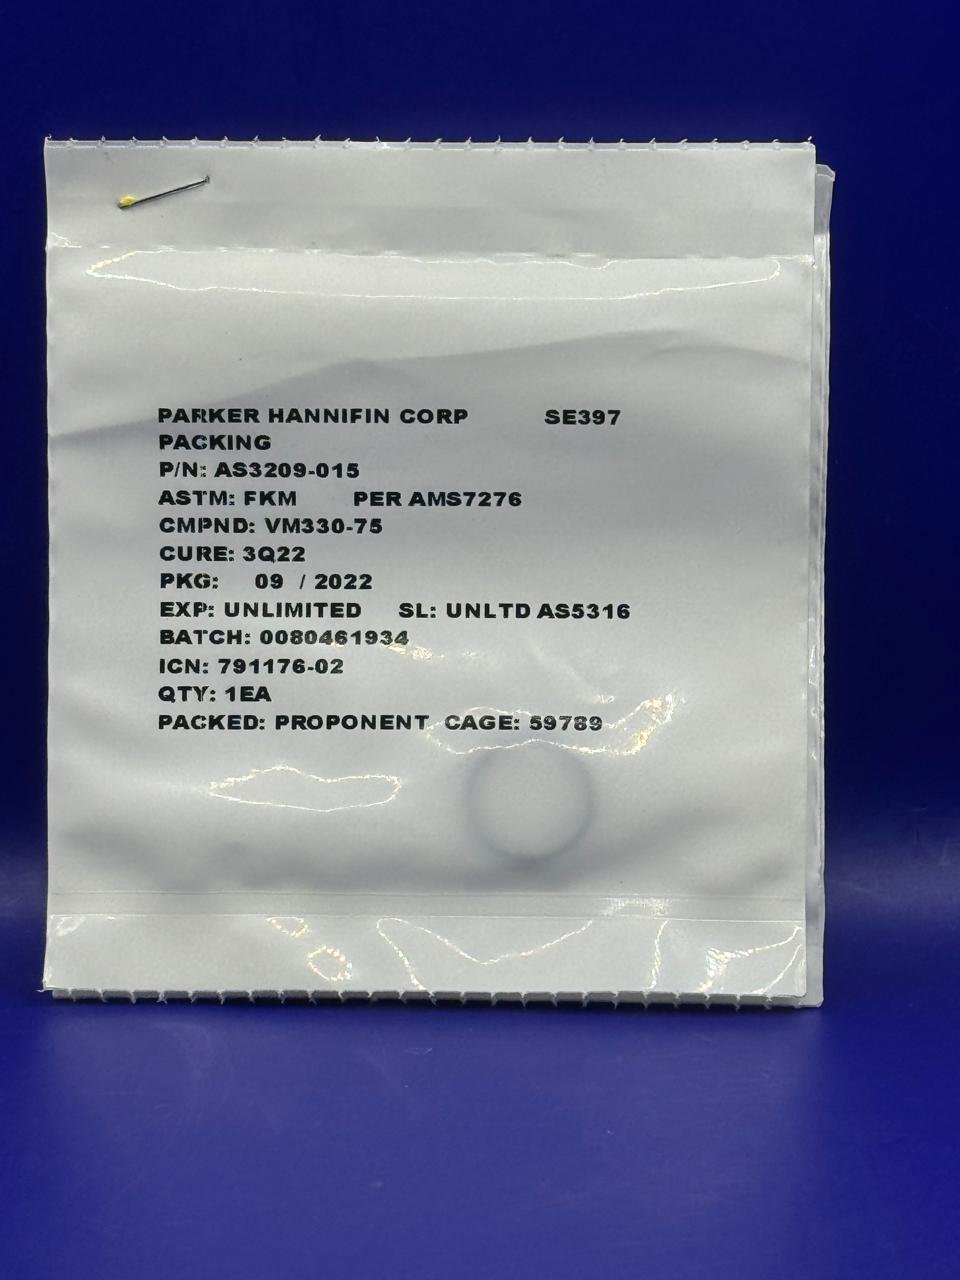 PARKER HANNIFIN CORP SE397
PACKING
P/N: AS3209-015
ASTM: FKM PER AMS7276
CMPND: VM330-75
CURE: 3Q22
PKG: 09 / 2022
EXP: UNLIMITED SL: UNLTD AS5316
BATCH: 0080461934
ICN: 791176-02
QTY: 1EA
PACKED: PROPONENT CAGE: 59789